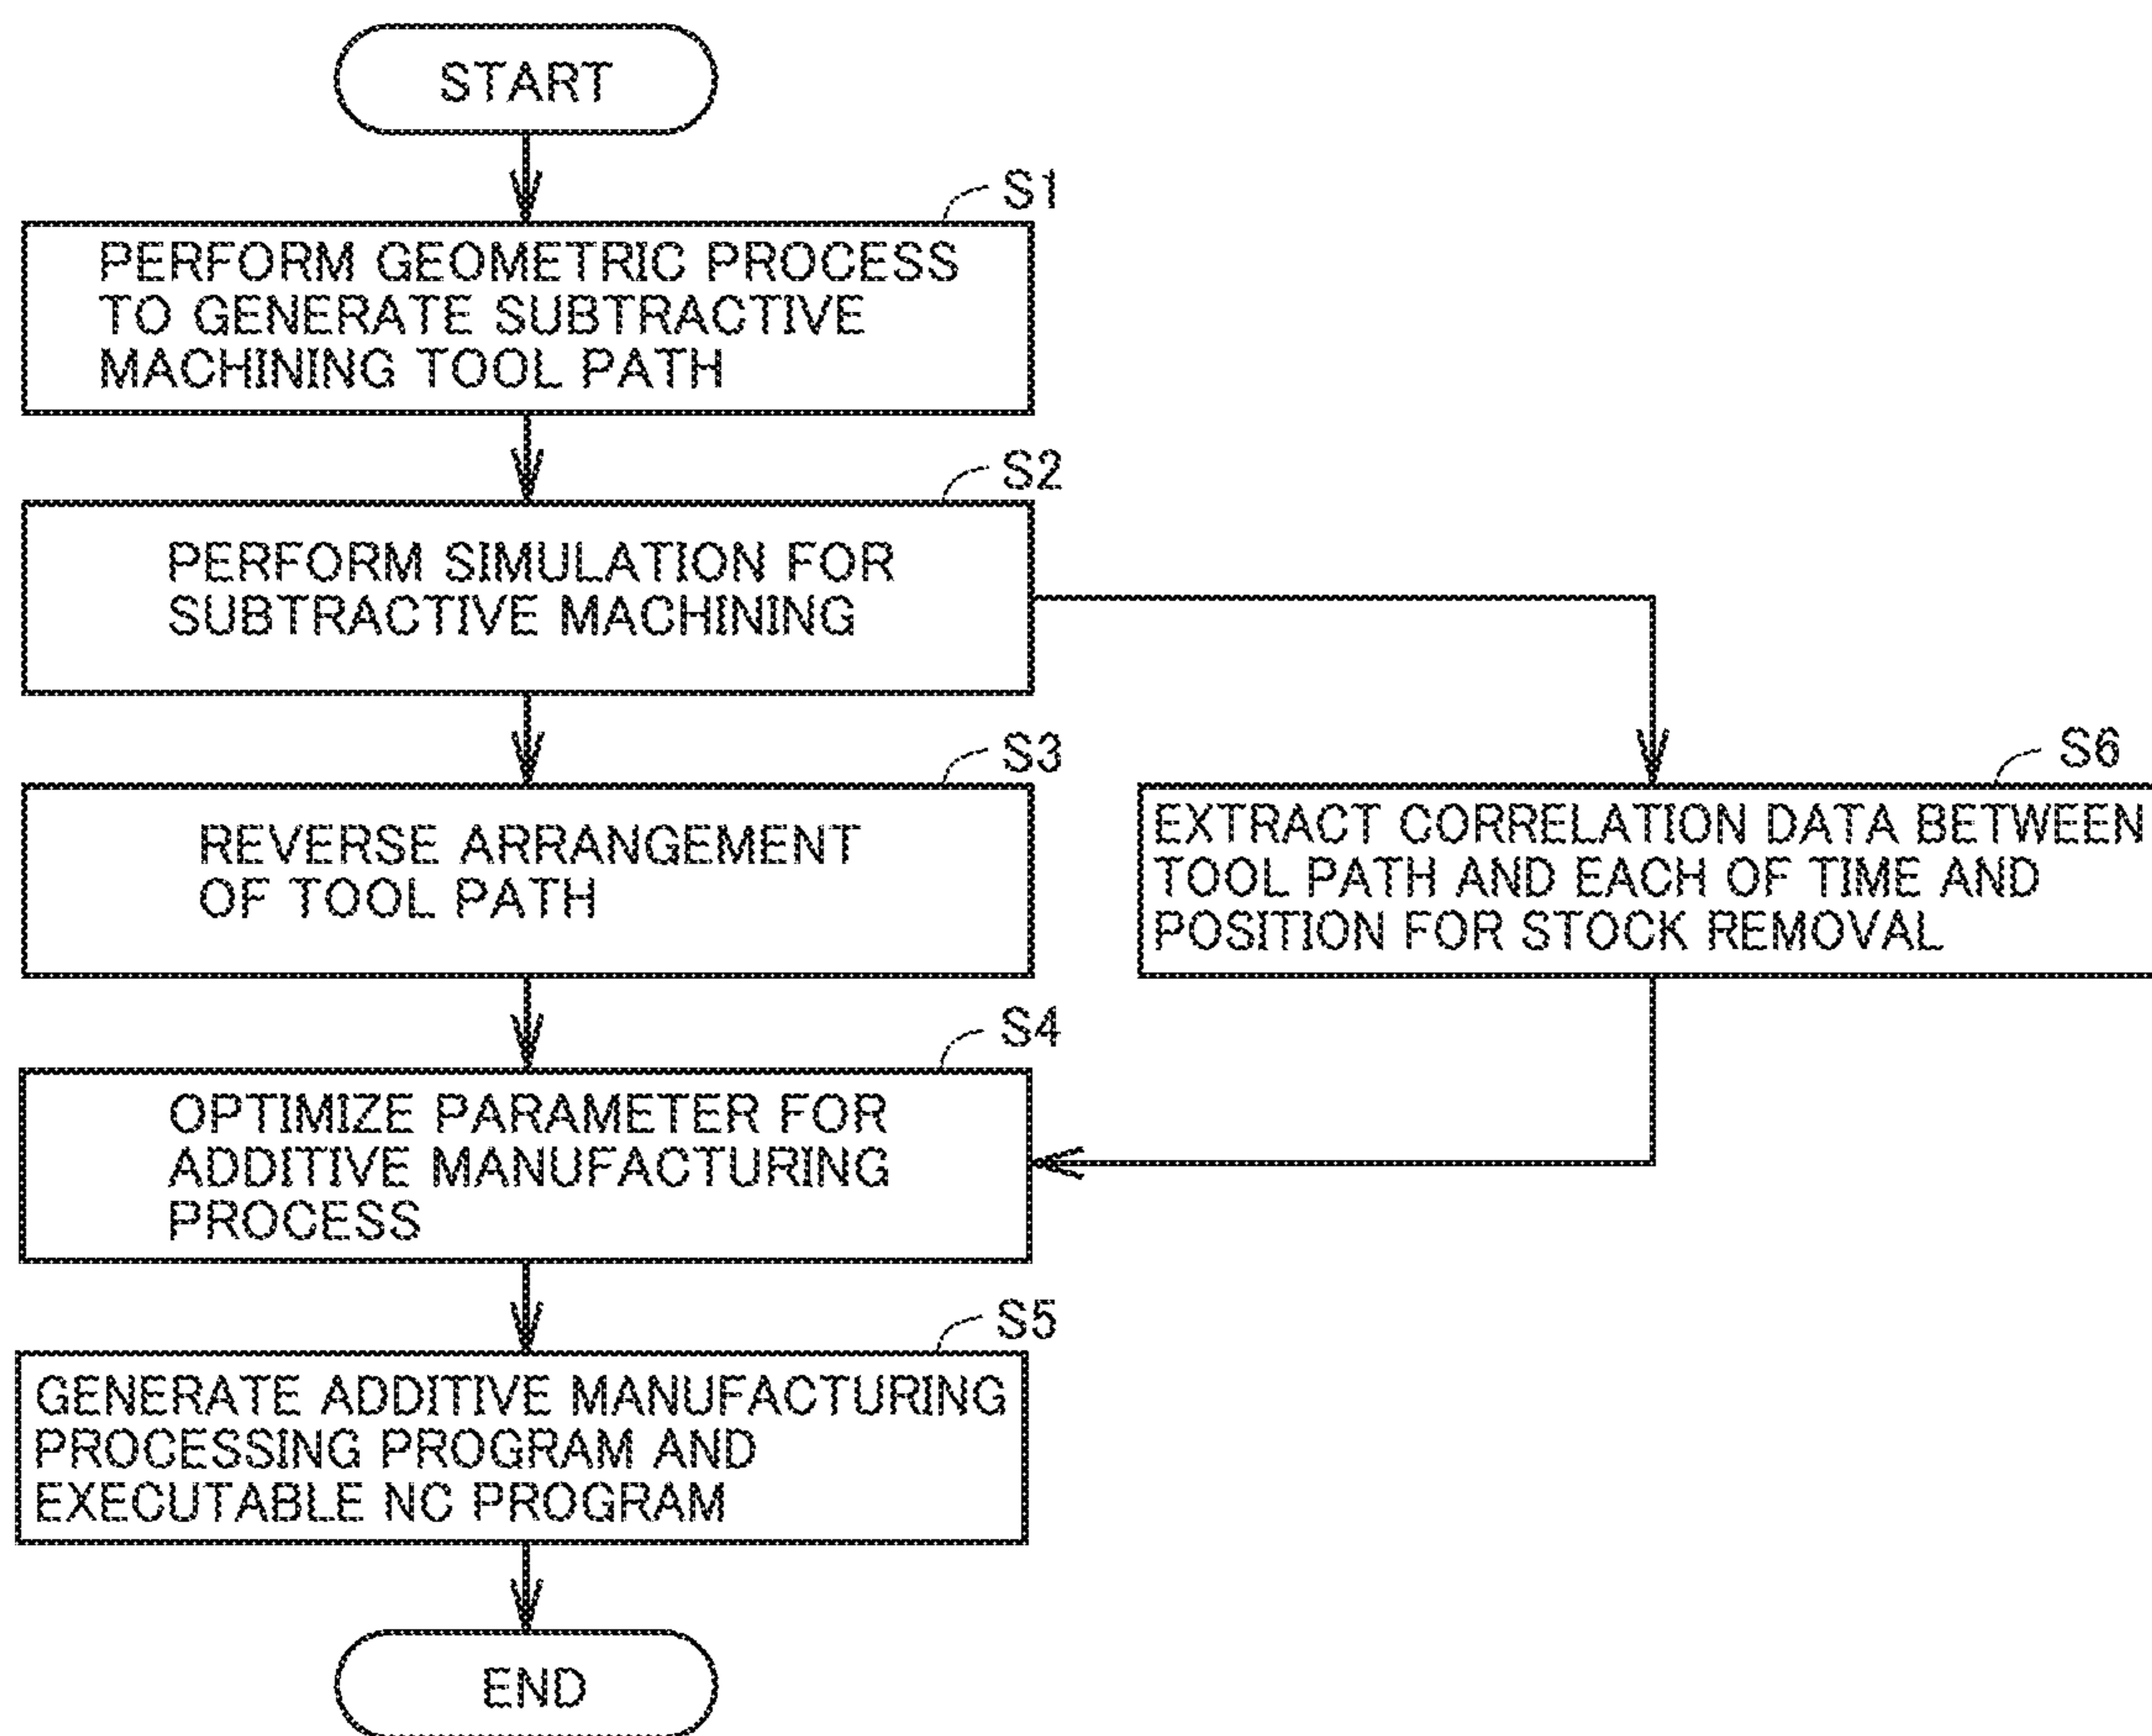 START
S1
PERFORM GEOMETRIC PROCESS
TO GENERATE SUBTRACTIVE
MACHINING TOOL PATH
S2
PERFORM SIMULATION FOR
SUBTRACTIVE MACHINING
S3
REVERSE ARRANGEMENT
OF TOOL PATH
S6
EXTRACT CORRELATION DATA BETWEEN
TOOL PATH AND EACH OF TIME AND
POSITION FOR STOCK REMOVAL
S4
OPTIMIZE PARAMETER FOR
ADDITIVE MANUFACTURING
PROCESS
S5
GENERATE ADDITIVE MANUFACTURING
PROCESSING PROGRAM AND
EXECUTABLE NC PROGRAM
END